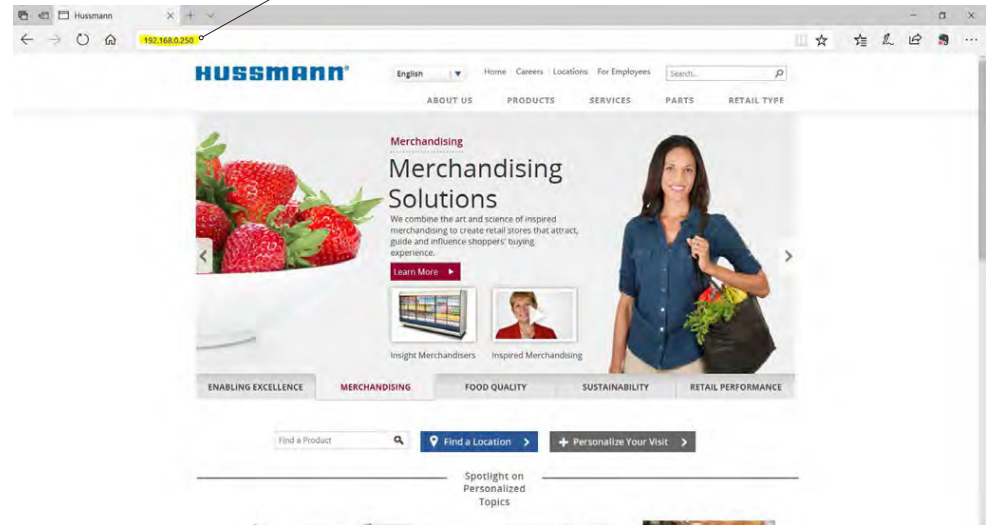 Hussmann
192.168.0.250
HUSSMANN®
English
Home Careers Locations For Employees
Search...
ABOUT US PRODUCTS SERVICES PARTS RETAIL TYPE
Merchandising
Merchandising
Solutions
We combine the art and science of inspired
merchandising to create retail stores that attract,
guide and influence shoppers' buying
experience.
Learn More
Insight Merchandisers Inspired Merchandising
ENABLING EXCELLENCE MERCHANDISING FOOD QUALITY SUSTAINABILITY RETAIL PERFORMANCE
Find a Product
Find a Location
Personalize Your Visit
Spotlight on
Personalized
Topics